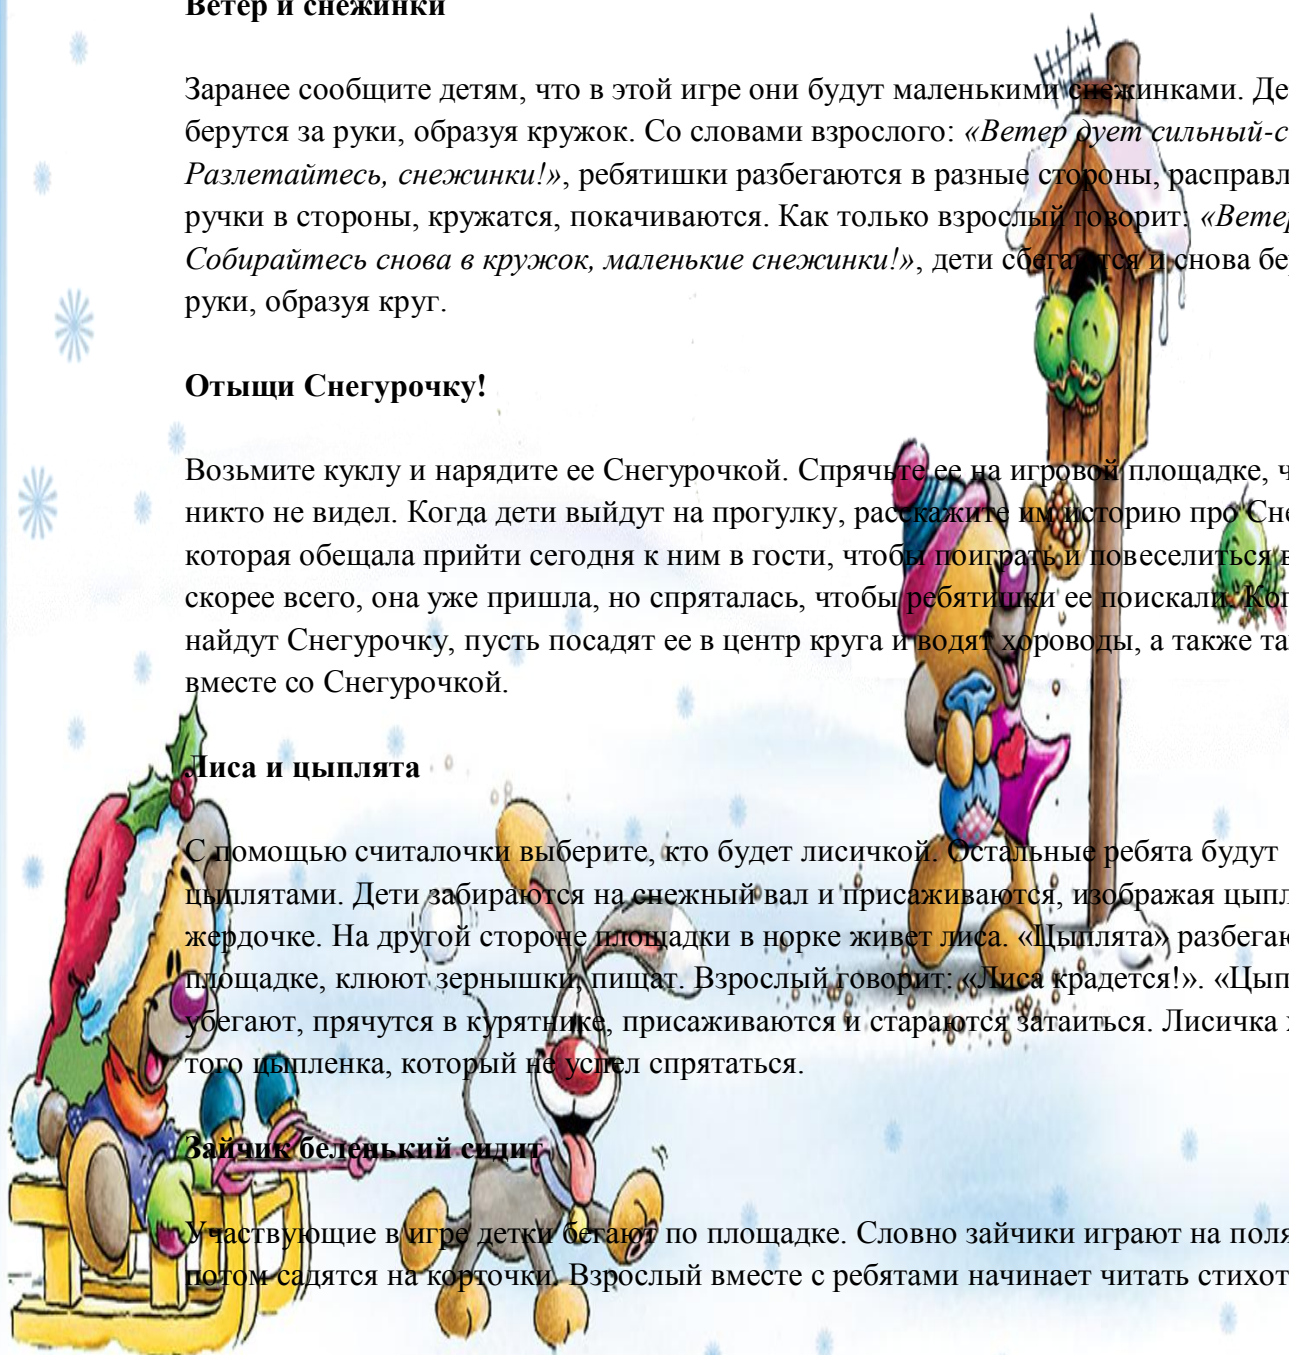 Ветер и снежинки
Заранее сообщите детям, что в этой игре они будут маленькими снежинками. Де
берутся за руки, образуя кружок. Со словами взрослого: «Ветер дует сильный-с
Разлетайтесь, снежинки!», ребятишки разбегаются в разные стороны, расправл
ручки в стороны, кружатся, покачиваются. Как только взрослый говорит: «Ветер
Собирайтесь снова в кружок, маленькие снежинки!», дети сбегаются и снова бе
руки, образуя круг.
Отыщи Снегурочку!
Возьмите куклу и нарядите ее Снегурочкой. Спрячьте ее на игровой площадке, ч
никто не видел. Когда дети выйдут на прогулку, расскажите им историю про Сне
которая обещала прийти сегодня к ним в гости, чтобы поиграть и повеселиться в
скорее всего, она уже пришла, но спряталась, чтобы ребятишки ее поискали. Ког
найдут Снегурочку, пусть посадят ее в центр круга и водят хороводы, а также та
вместе со Снегурочкой.
Лиса и цыплята
С помощью считалочки выберите, кто будет лисичкой. Остальные ребята будут
цыплятами. Дети забираются на снежный вал и присаживаются, изображая цыпл
жердочке. На другой стороне площадки в норке живет лиса. «Цыплята» разбегаю
площадке, клюют зернышки, пищат. Взрослый говорит: «Лиса крадется!». «Цып
убегают, прячутся в курятнике, присаживаются и стараются затаиться. Лисичка
того цыпленка, который не успел спрятаться.
Зайчик беленький сидит
Участвующие в игре детки бегают по площадке. Словно зайчики играют на поля
потом садятся на корточки. Взрослый вместе с ребятами начинает читать стихот